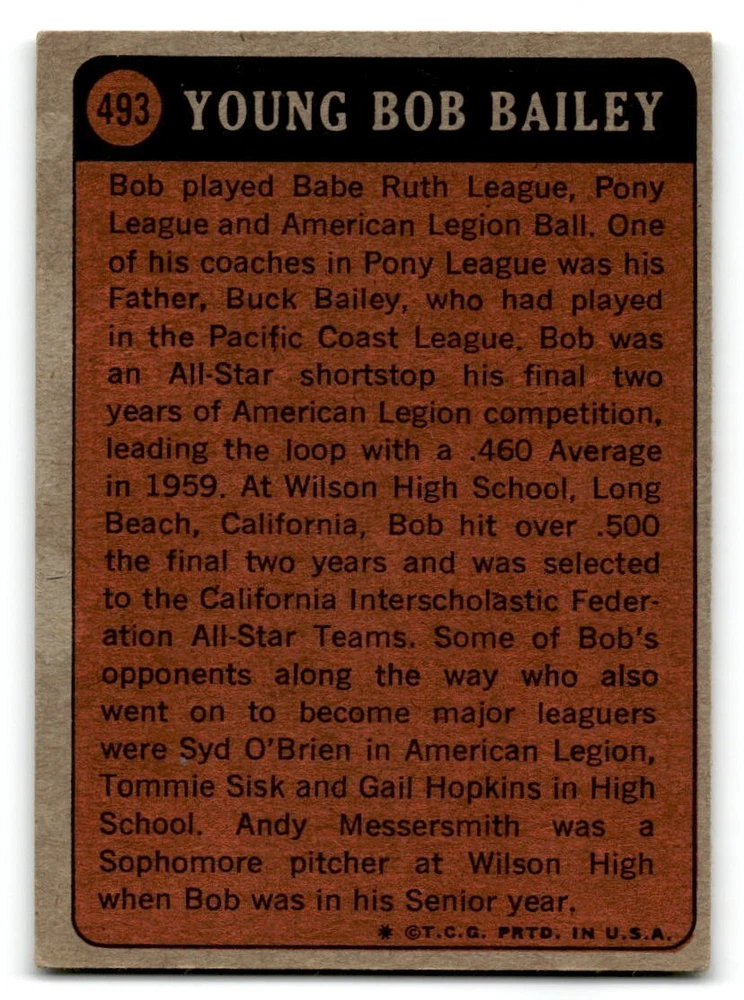 493 YOUNG BOB BAILEY
Bob played Babe Ruth League, Pony
League and American Legion Ball. One
of his coaches in Pony League was his
Father, Buck Bailey, who had played
in the Pacific Coast League. Bob was
an All-Star shortstop his final two
years of American Legion competition,
leading the loop with a .460 Average
in 1959. At Wilson High School, Long
Beach, California, Bob hit over .500
the final two years and was selected
to the California Interscholastic Feder-
ation All-Star Teams. Some of Bob's
opponents along the way who also
went on to become major leaguers
were Syd O'Brien in American Legion,
Tommie Sisk and Gail Hopkins in High
School. Andy Messersmith was a
Sophomore pitcher at Wilson High
when Bob was in his Senior year.
* ©T.C.G. PRTD. IN U.S.A.